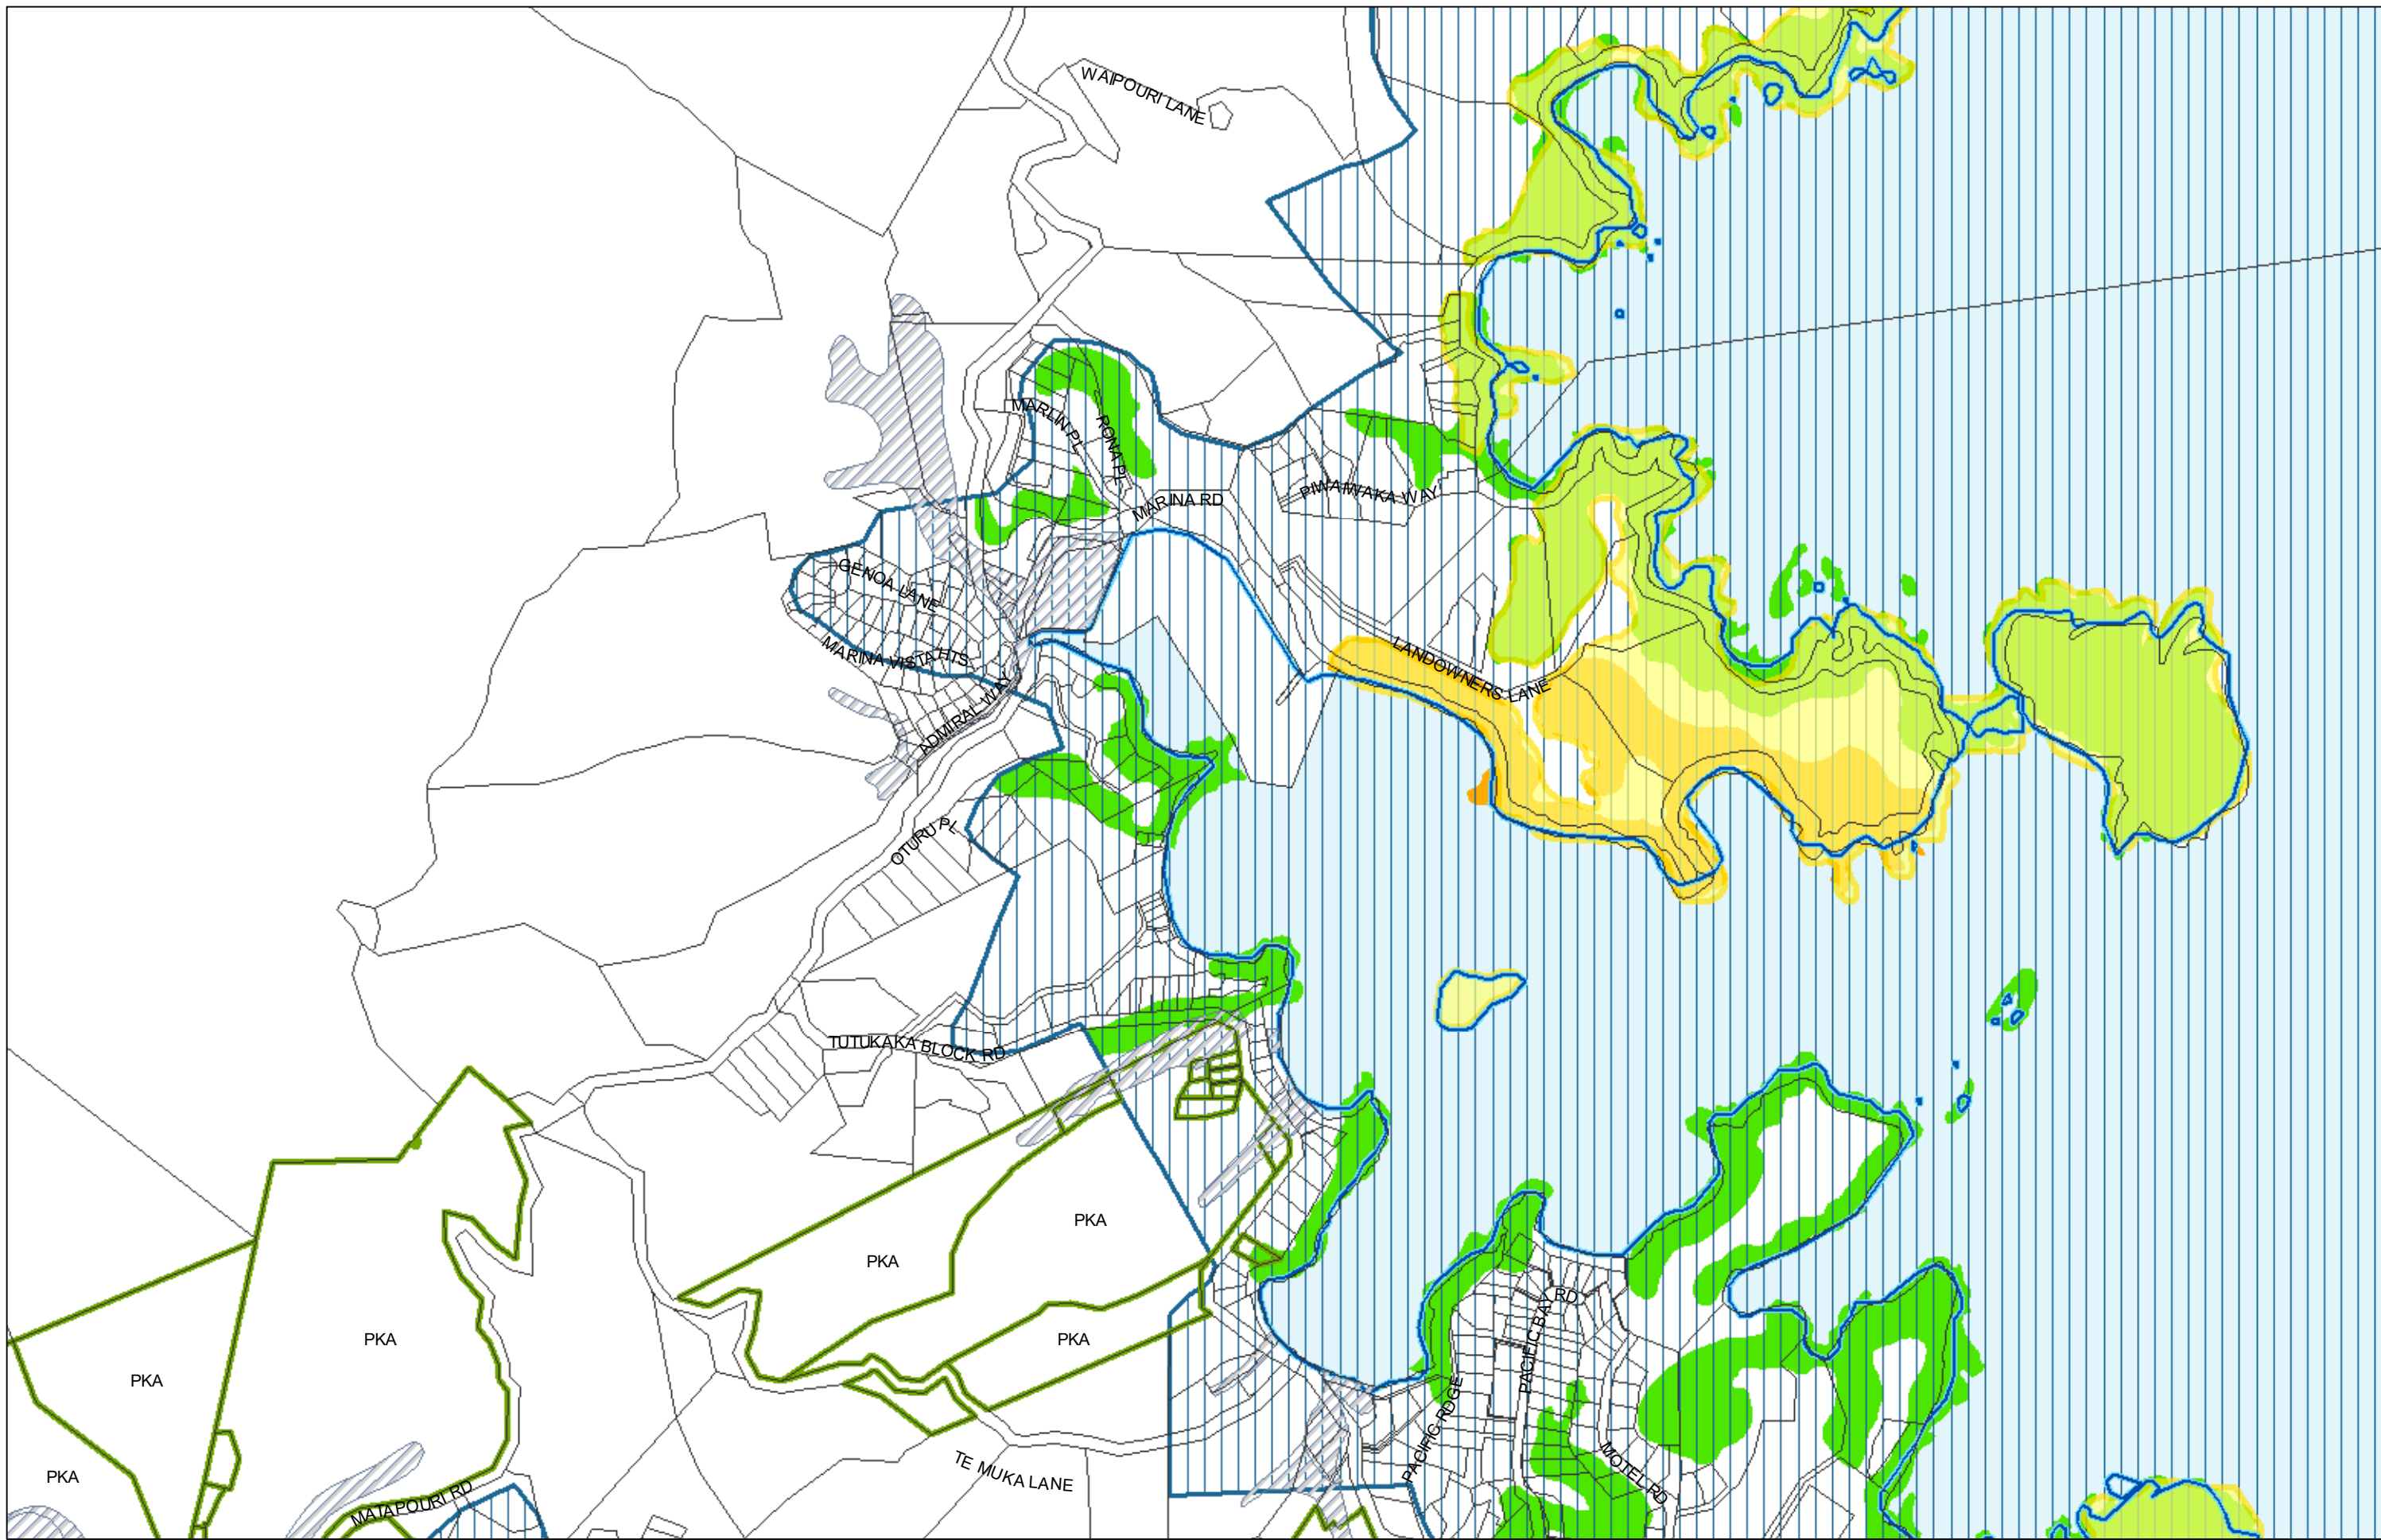 WAIPOURI LANE
MARLIN PL
RONA PL
MARINA RD
PIWAIWAKA WAY
GENOA LANE
MARINA VISTA HTS
ADMIRAL WAY
LANDOWNERS LANE
OTURU PL
TUTUKAKA BLOCK RD
PKA
PKA
PKA
PKA
PKA
PKA
PACIFIC BAY RD
PACIFIC RDGE
MOTEL RD
TE MUKA LANE
MATAPOURI RD